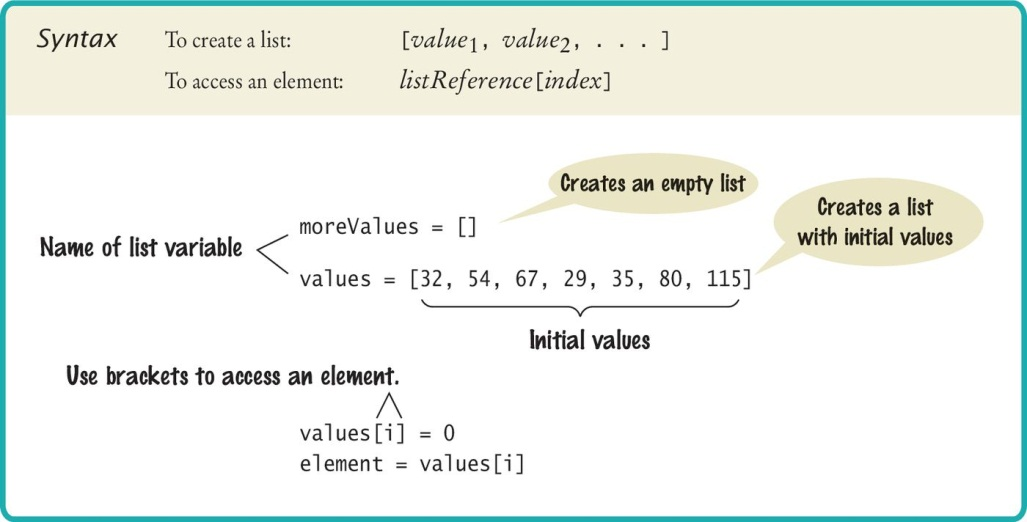 Syntax To create a list: [value1, value2, . . . ]
To access an element: listReference[index]
Creates an empty list
Creates a list
with initial values
Name of list variable
moreValues = []
values = [32, 54, 67, 29, 35, 80, 115]
Initial values
Use brackets to access an element.
values[i] = 0
element = values[i]